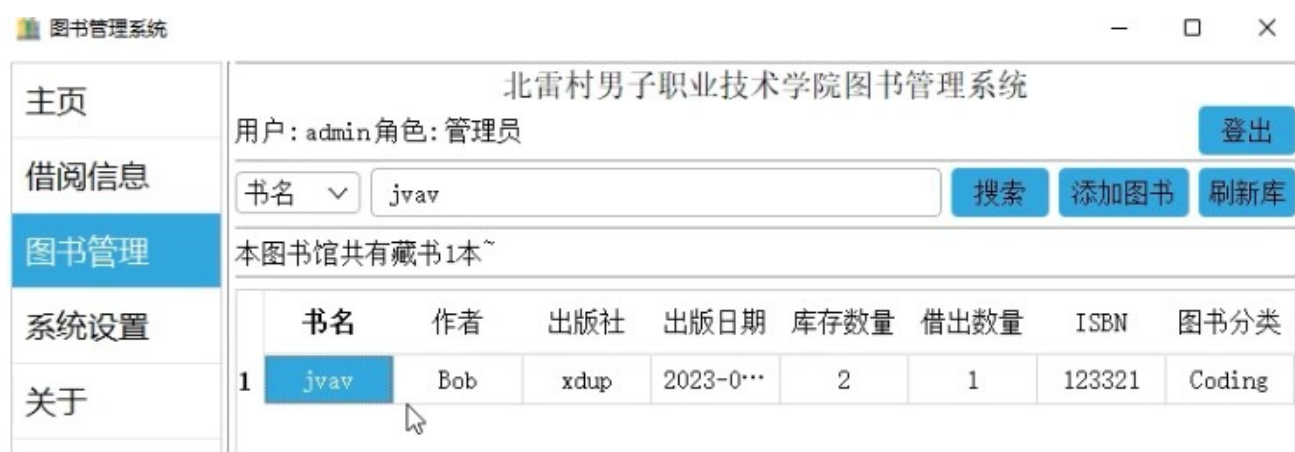 图书管理系统
北雷村男子职业技术学院图书管理系统
用户:admin角色:管理员 登出
主页
借阅信息
图书管理
系统设置
关于
书名 jvav 搜索 添加图书 刷新库
本图书馆共有藏书1本~
书名 作者 出版社 出版日期 库存数量 借出数量 ISBN 图书分类
1 jvav Bob xdup 2023-0… 2 1 123321 Coding